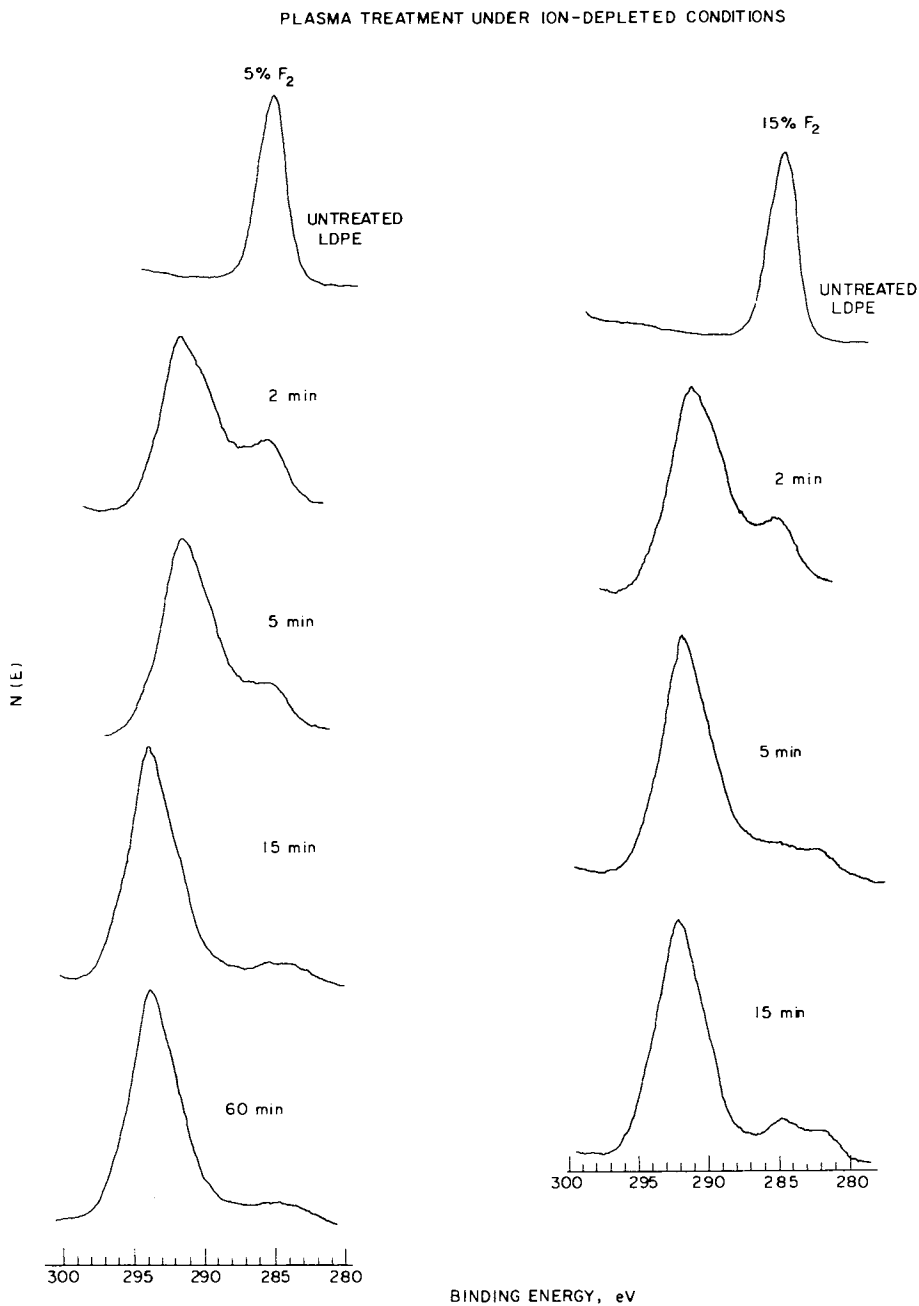 PLASMA TREATMENT UNDER ION-DEPLETED CONDITIONS
5% F2
UNTREATED
LDPE
2 min
5 min
15 min
60 min
300 295 290 285 280
15% F2
UNTREATED
LDPE
2 min
5 min
15 min
300 295 290 285 280
N(E)
BINDING ENERGY, eV